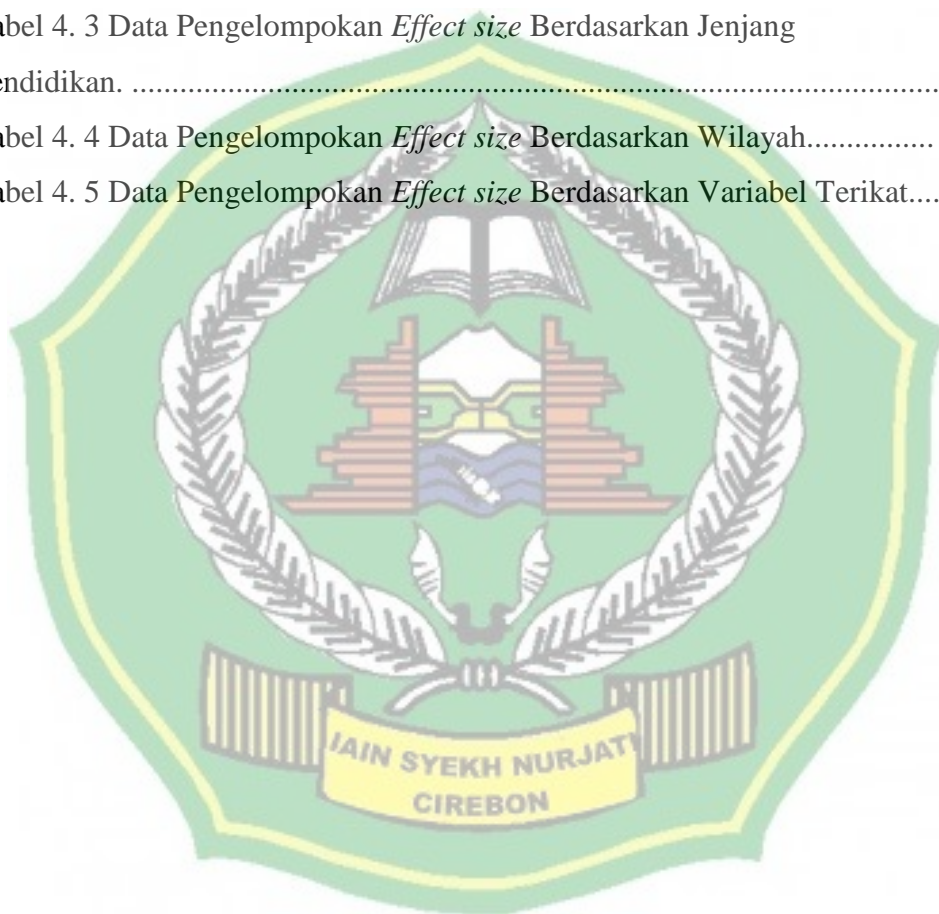 abel 4. 3 Data Pengelompokan Effect size Berdasarkan Jenjang
endidikan. ..........................................................................................
abel 4. 4 Data Pengelompokan Effect size Berdasarkan Wilayah................
abel 4. 5 Data Pengelompokan Effect size Berdasarkan Variabel Terikat....
IAIN SYEKH NURJATI
CIREBON